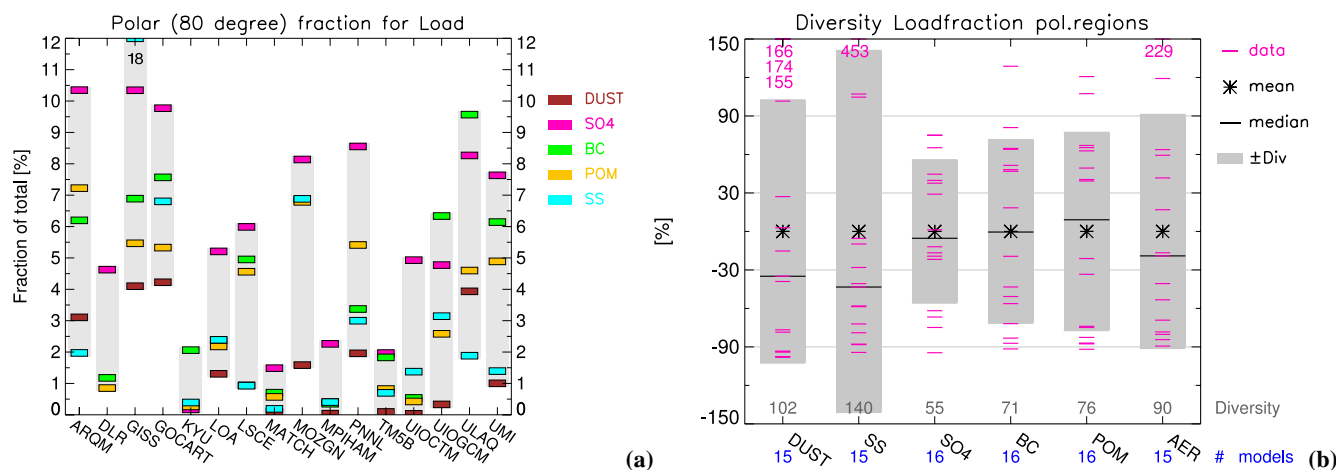 Polar (80 degree) fraction for Load
Fraction of total [%]
12
11
10
9
8
7
6
5
4
3
2
1
0
18
12
11
10
9
8
7
6
5
4
3
2
1
0
DUST
SO4
BC
POM
SS
ARQM
DLR
GISS
GOCART
KYU
LOA
LSCE
MATCH
MOZGN
MPIHAM
PNNL
TM5B
UIOCTM
UIOGCM
ULAQ
UMI
(a)
Diversity Loadfraction pol.regions
[%]
150
90
30
-30
-90
-150
166 453 229
174
155
data
mean
median
±Div
102 140 55 71 76 90 Diversity
DUST SS SO4 BC POM AER
15 15 16 16 16 15 # models
(b)